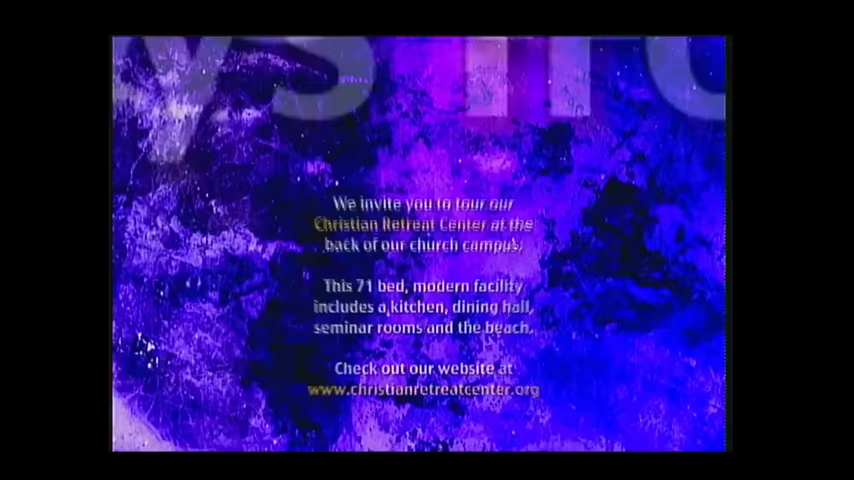 We invite you to tour our
Christian Retreat Center at the
back of our church campus.
This 71 bed, modern facility
includes a kitchen, dining hall,
seminar rooms and the beach.
Check out our website at
www.christianretreatcenter.org